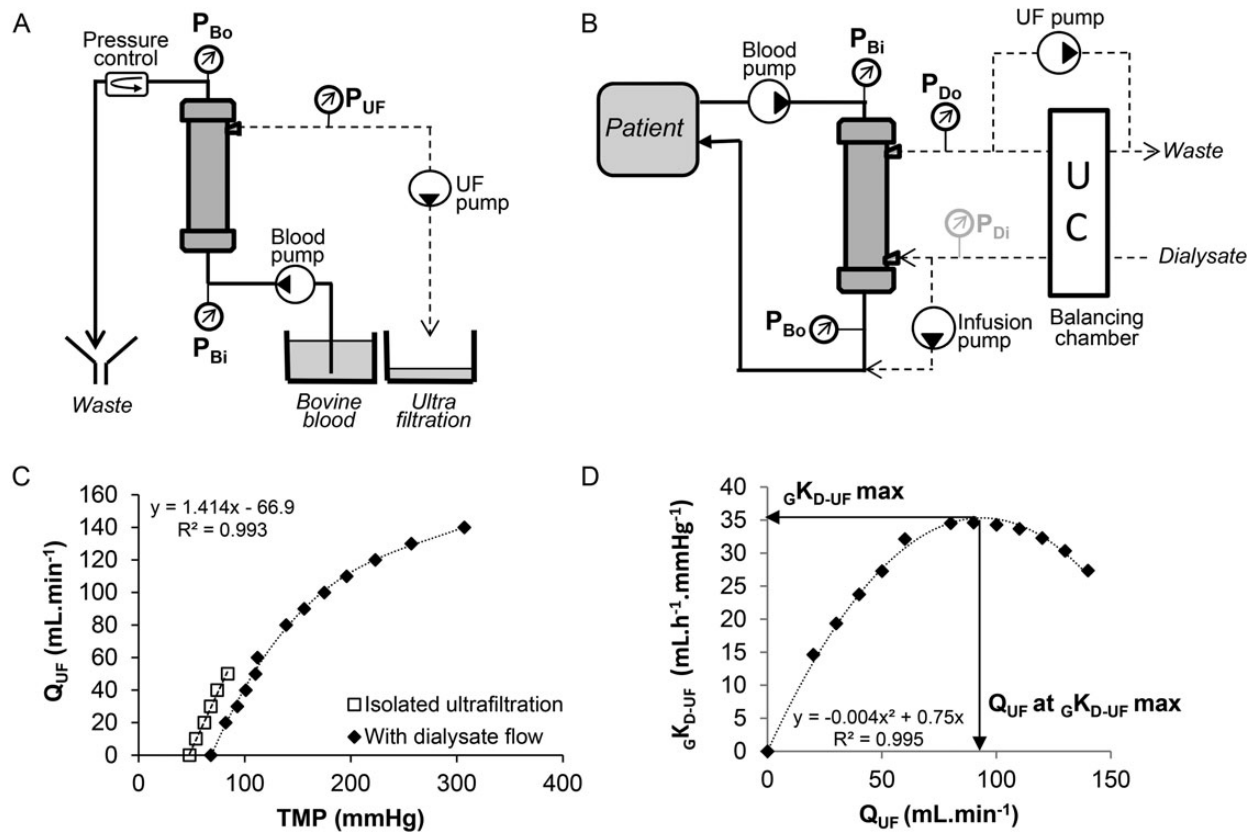 A
P_Bo
Pressure
control
P_UF
UF
pump
Blood
pump
P_Bi
Waste
Bovine
blood
Ultra
filtration
B
UF pump
P_Bi
Blood
pump
P_Do
Patient
Waste
U
C
P_Di
Dialysate
P_Bo
Infusion
pump
Balancing
chamber
C
160
140
120
100
80
60
40
20
0
Q_UF (mL.min⁻¹)
y = 1.414x - 66.9
R² = 0.993
Isolated ultrafiltration
With dialysate flow
0
100
200
300
400
TMP (mmHg)
D
40
35
30
25
20
15
10
5
0
_GK_D-UF (mL.h⁻¹.mmHg⁻¹)
_GK_D-UF max
Q_UF at _GK_D-UF max
y = -0.004x² + 0.75x
R² = 0.995
0
50
100
150
Q_UF (mL.min⁻¹)